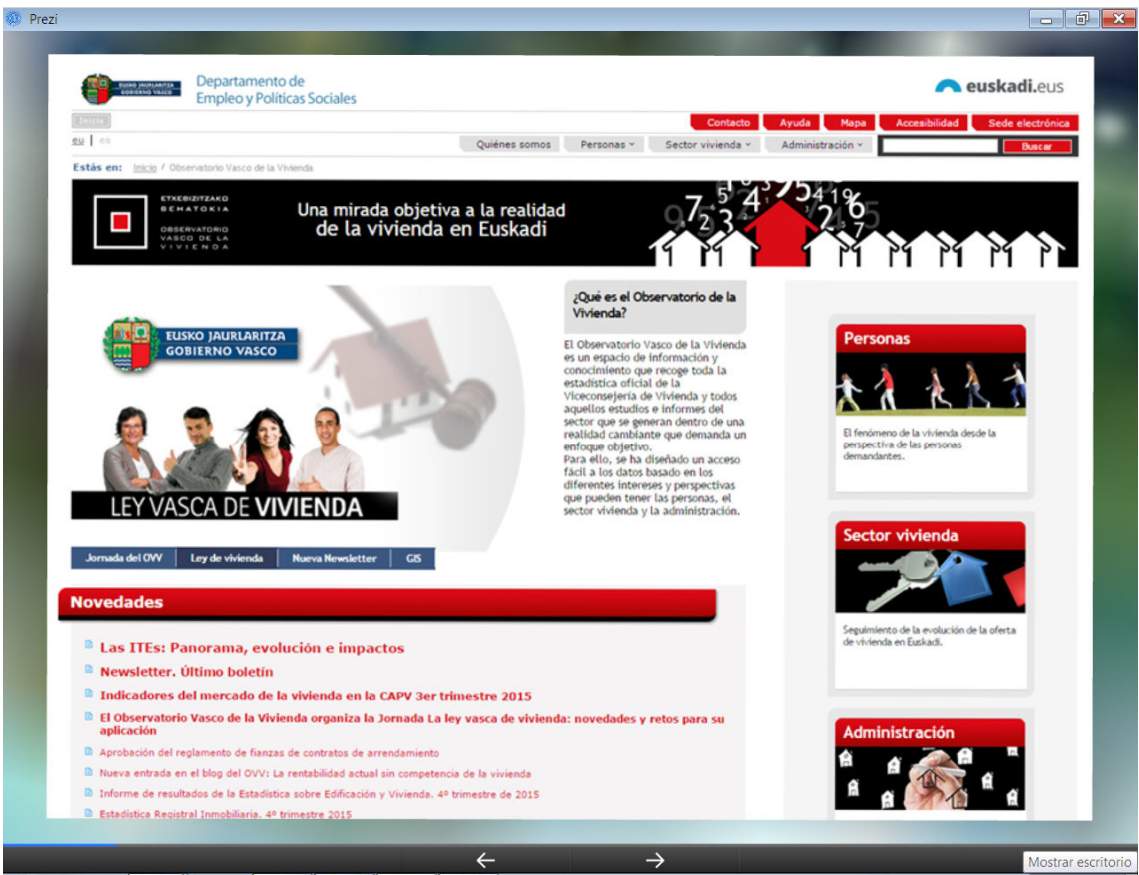 Prezi
EUSKO JAURLARITZA
GOBIERNO VASCO
Departamento de
Empleo y Políticas Sociales
euskadi.eus
Inicio
Contacto
Ayuda
Mapa
Accesibilidad
Sede electrónica
eu | es
Quiénes somos
Personas
Sector vivienda
Administración
Buscar
Estás en: Inicio / Observatorio Vasco de la Vivienda
ETXEBIZITZAKO
BEHATOKIA
OBSERVATORIO
VASCO DE LA
VIVIENDA
Una mirada objetiva a la realidad
de la vivienda en Euskadi
EUSKO JAURLARITZA
GOBIERNO VASCO
LEY VASCA DE VIVIENDA
Jornada del OVV
Ley de vivienda
Nueva Newsletter
GIS
¿Qué es el Observatorio de la
Vivienda?
El Observatorio Vasco de la Vivienda
es un espacio de información y
conocimiento que recoge toda la
estadística oficial de la
Viceconsejería de Vivienda y todos
aquellos estudios e informes del
sector que se generan dentro de una
realidad cambiante que demanda un
enfoque objetivo.
Para ello, se ha diseñado un acceso
fácil a los datos basado en los
diferentes intereses y perspectivas
que pueden tener las personas, el
sector vivienda y la administración.
Personas
El fenómeno de la vivienda desde la
perspectiva de las personas
demandantes.
Sector vivienda
Seguimiento de la evolución de la oferta
de vivienda en Euskadi.
Administración
Novedades
Las ITEs: Panorama, evolución e impactos
Newsletter. Último boletín
Indicadores del mercado de la vivienda en la CAPV 3er trimestre 2015
El Observatorio Vasco de la Vivienda organiza la Jornada La ley vasca de vivienda: novedades y retos para su
aplicación
Aprobación del reglamento de fianzas de contratos de arrendamiento
Nueva entrada en el blog del OVV: La rentabilidad actual sin competencia de la vivienda
Informe de resultados de la Estadística sobre Edificación y Vivienda. 4º trimestre de 2015
Estadística Registral Inmobiliaria. 4º trimestre 2015
Mostrar escritorio